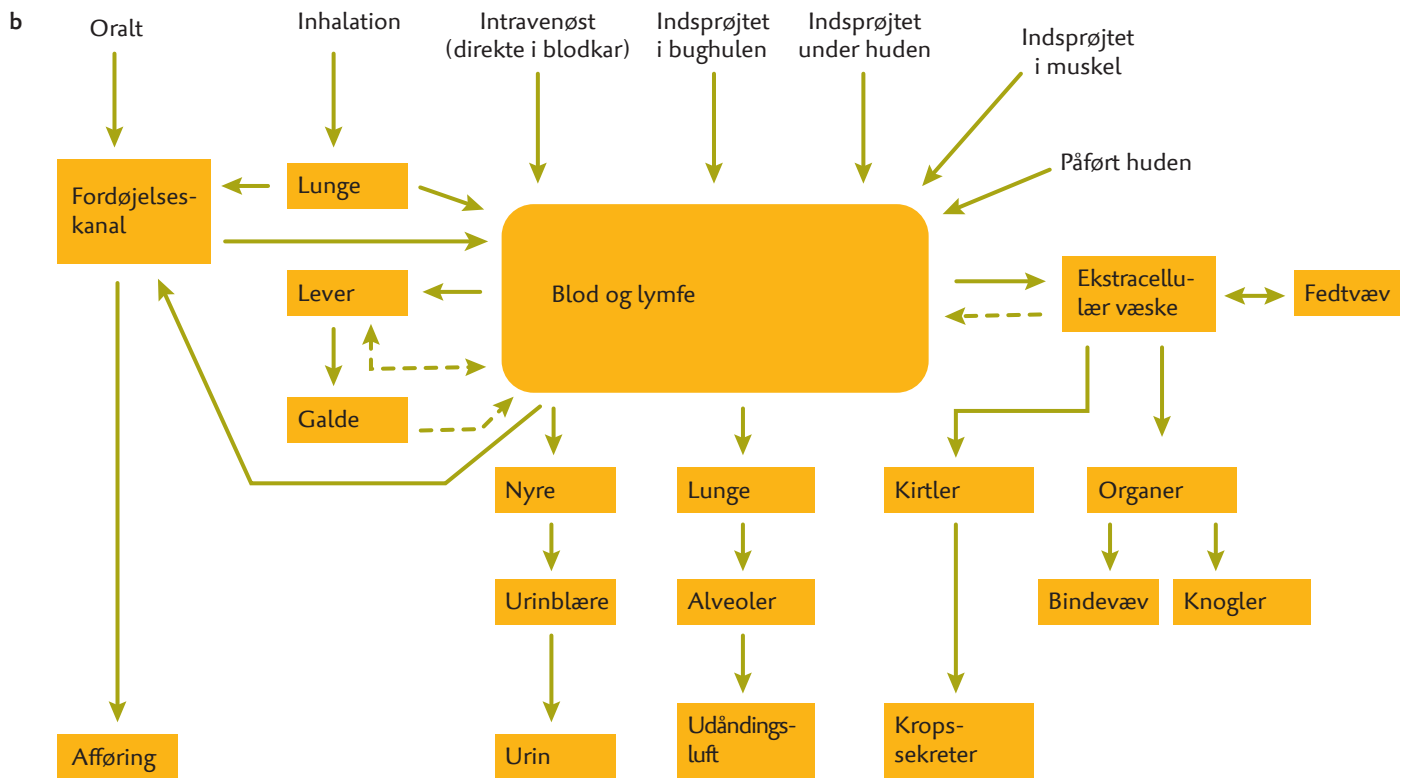 b
Oralt
Inhalation
Intravenøst
(direkte i blodkar)
Indsprøjtet
i bughulen
Indsprøjtet
under huden
Indsprøjtet
i muskel
Påført huden
Fordøjelses-
kanal
Lunge
Lever
Galde
Blod og lymfe
Ekstracellu-
lær væske
Fedtvæv
Nyre
Lunge
Kirtler
Organer
Urinblære
Alveoler
Bindevæv
Knogler
Afføring
Urin
Udåndings-
luft
Krops-
sekreter